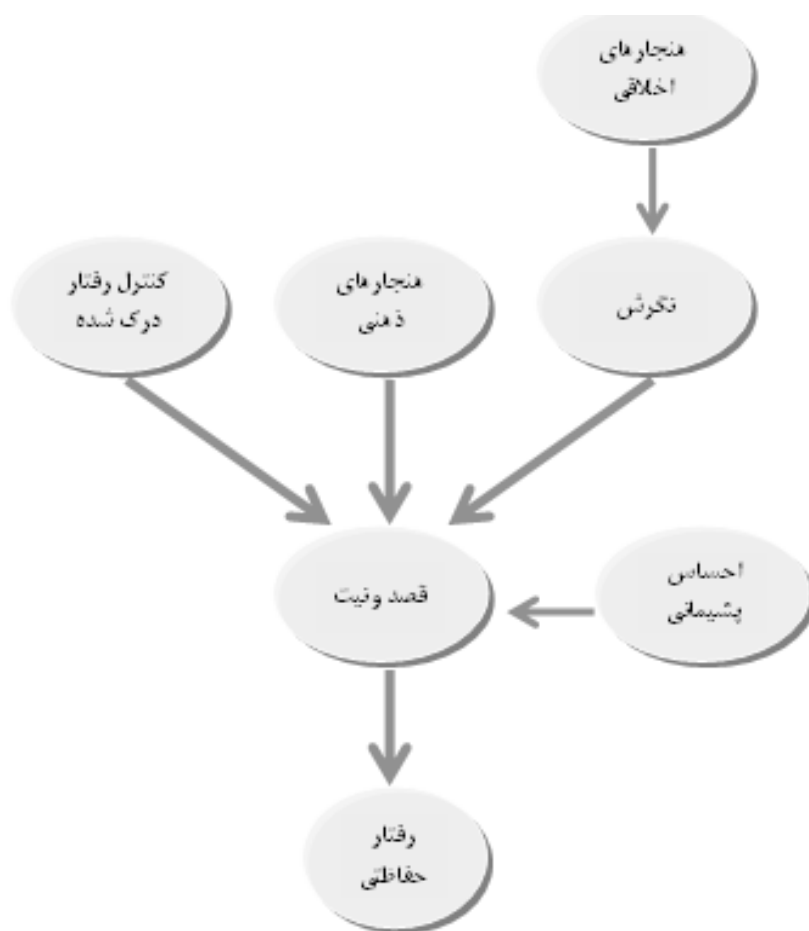 هنجارهای
اخلاقی
نگرش
هنجارهای
ذهنی
کنترل رفتار
درک شده
احساس
پشیمانی
قصد و نیت
رفتار
حفاظتی